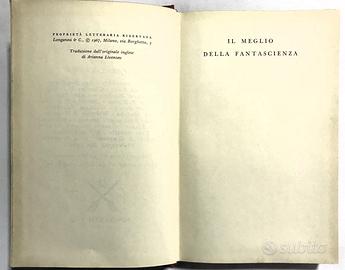 PROPRIETÀ LETTERARIA RISERVATA
Longanesi & C., © 1967, Milano, via Borghetto, 5
Traduzione dall'originale inglese
di Arianna Livenziani
IL MEGLIO
DELLA FANTASCIENZA
subito